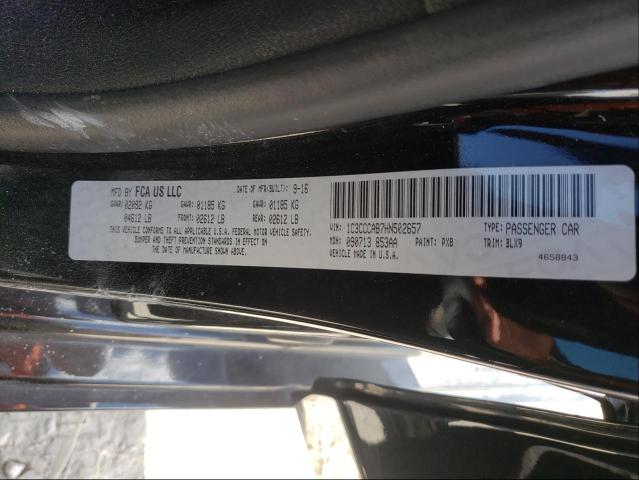 MFD BY FCA US LLC
DATE OF MFR(BUILT): 9-16
GVWR: 02092 KG GAWR: 01185 KG GAWR: 01185 KG
04612 LB FRONT: 02612 LB REAR: 02612 LB
THIS VEHICLE CONFORMS TO ALL APPLICABLE U.S.A. FEDERAL MOTOR VEHICLE SAFETY,
BUMPER AND THEFT PREVENTION STANDARDS IN EFFECT ON
THE DATE OF MANUFACTURE SHOWN ABOVE.
VIN: 1C3CCCAB7HN502657 TYPE: PASSENGER CAR
MDH: 090713 853AA PAINT: PX8 TRIM: BLX9
VEHICLE MADE IN U.S.A. 4658843